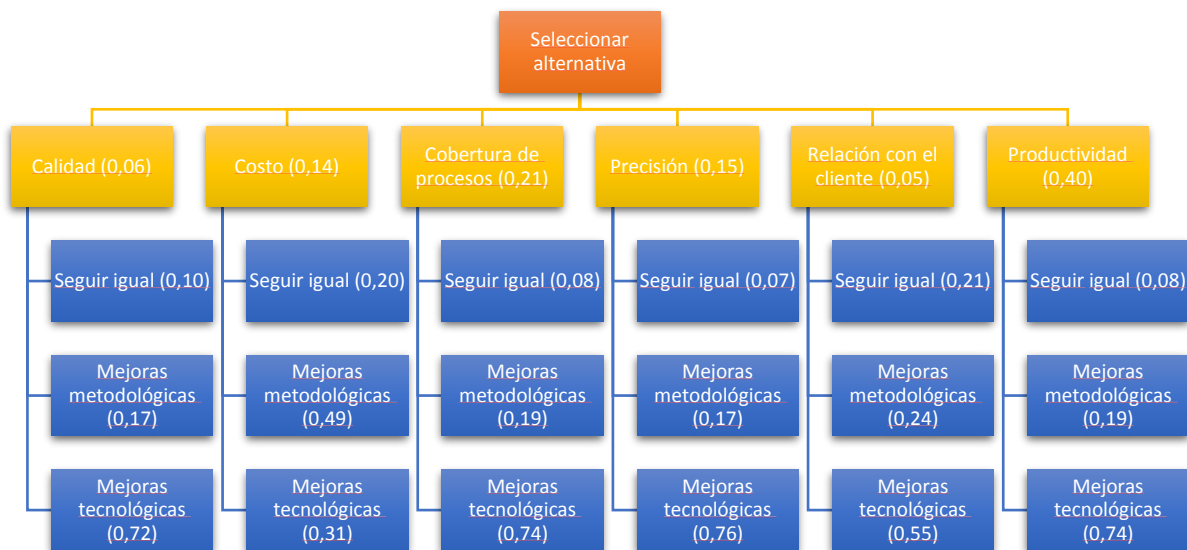 Seleccionar
alternativa
Calidad (0,06)
Costo (0,14)
Cobertura de
procesos (0,21)
Precisión (0,15)
Relación con el
cliente (0,05)
Productividad
(0,40)
Seguir igual (0,10)
Seguir igual (0,20)
Seguir igual (0,08)
Seguir igual (0,07)
Seguir igual (0,21)
Seguir igual (0,08)
Mejoras
metodológicas
(0,17)
Mejoras
metodológicas
(0,49)
Mejoras
metodológicas
(0,19)
Mejoras
metodológicas
(0,17)
Mejoras
metodológicas
(0,24)
Mejoras
metodológicas
(0,19)
Mejoras
tecnológicas
(0,72)
Mejoras
tecnológicas
(0,31)
Mejoras
tecnológicas
(0,74)
Mejoras
tecnológicas
(0,76)
Mejoras
tecnológicas
(0,55)
Mejoras
tecnológicas
(0,74)